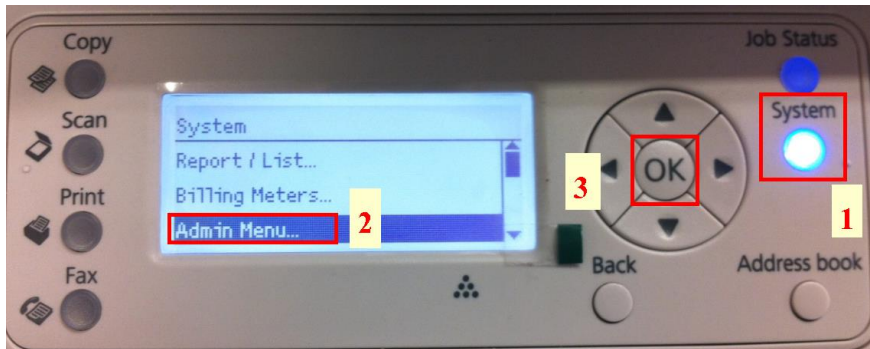 Copy
Scan
Print
Fax
System
Report / List...
Billing Meters...
Admin Menu...
2
3
OK
Job Status
System
1
Back
Address book